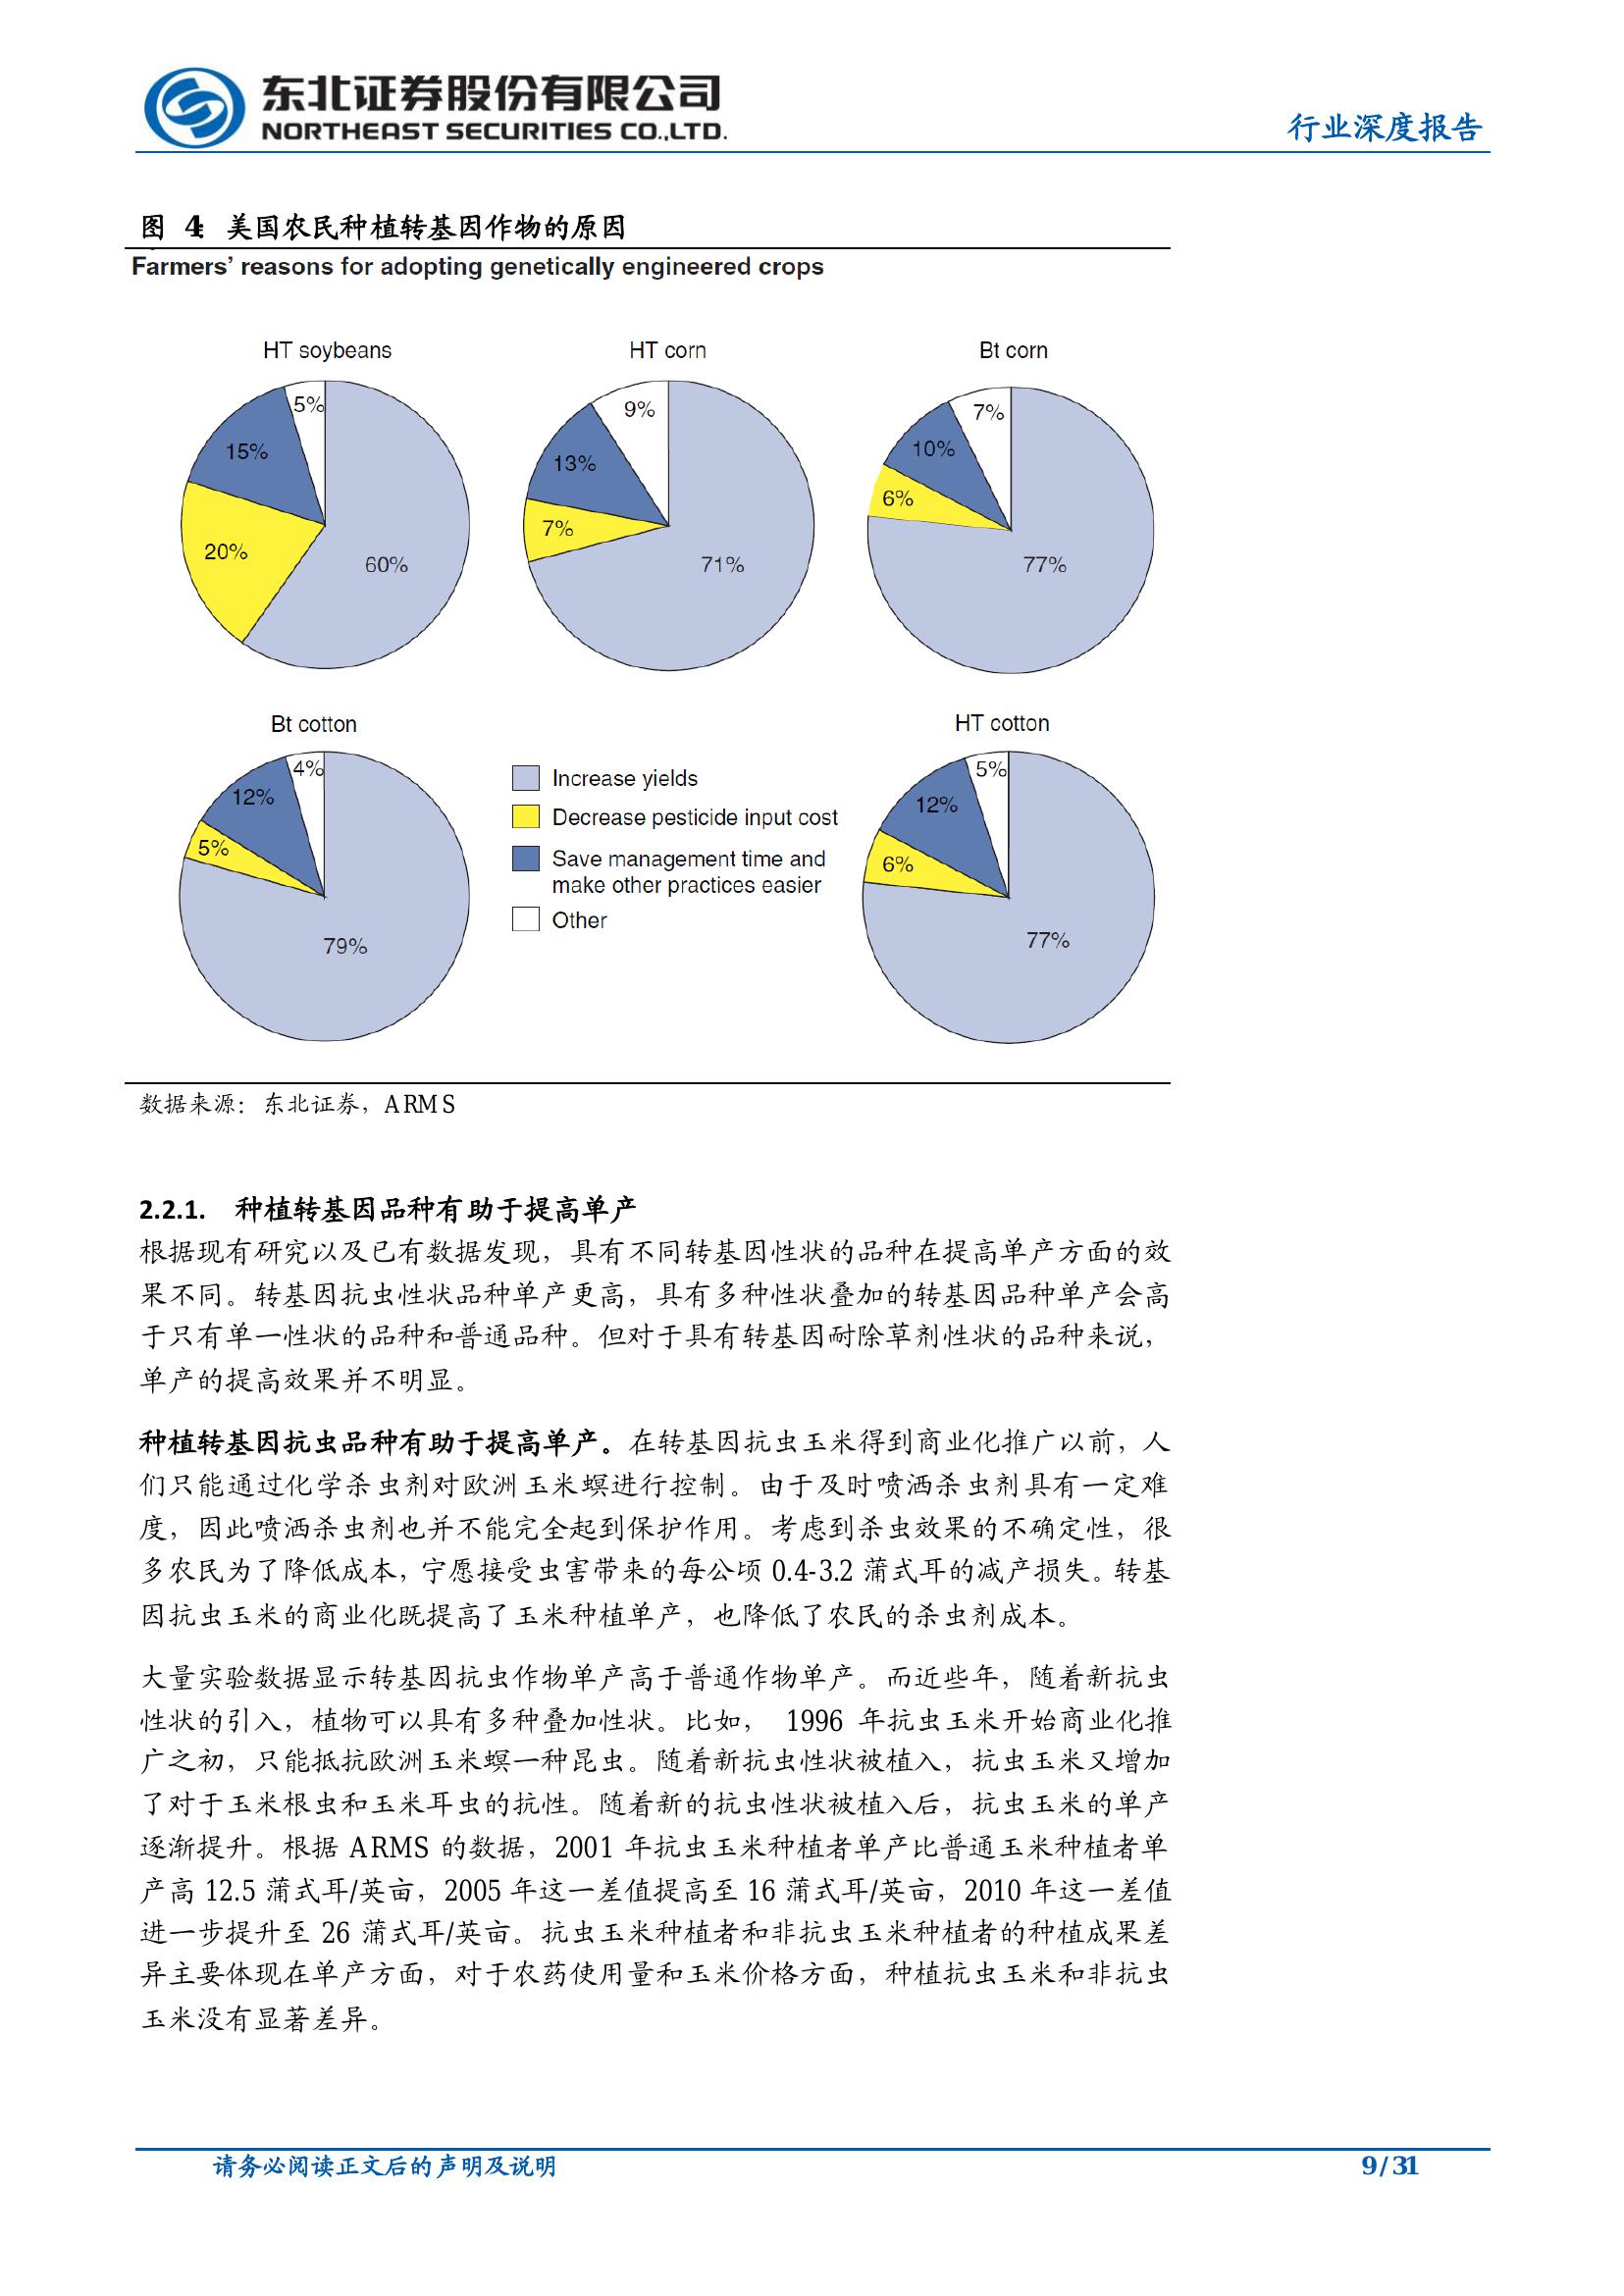 东北证券股份有限公司
NORTHEAST SECURITIES CO.,LTD.
行业深度报告
图 4: 美国农民种植转基因作物的原因
Farmers' reasons for adopting genetically engineered crops
HT soybeans
5%
15%
20%
60%
HT corn
9%
13%
7%
71%
Bt corn
7%
10%
6%
77%
Bt cotton
4%
12%
5%
79%
Increase yields
Decrease pesticide input cost
Save management time and
make other practices easier
Other
HT cotton
5%
12%
6%
77%
数据来源：东北证券，ARMS
2.2.1. 种植转基因品种有助于提高单产
根据现有研究以及已有数据发现，具有不同转基因性状的品种在提高单产方面的效
果不同。转基因抗虫性状品种单产更高，具有多种性状叠加的转基因品种单产会高
于只有单一性状的品种和普通品种。但对于具有转基因耐除草剂性状的品种来说，
单产的提高效果并不明显。
种植转基因抗虫品种有助于提高单产。在转基因抗虫玉米得到商业化推广以前，人
们只能通过化学杀虫剂对欧洲玉米螟进行控制。由于及时喷洒杀虫剂具有一定难
度，因此喷洒杀虫剂也并不能完全起到保护作用。考虑到杀虫效果的不确定性，很
多农民为了降低成本，宁愿接受虫害带来的每公顷 0.4-3.2 蒲式耳的减产损失。转基
因抗虫玉米的商业化既提高了玉米种植单产，也降低了农民的杀虫剂成本。
大量实验数据显示转基因抗虫作物单产高于普通作物单产。而近些年，随着新抗虫
性状的引入，植物可以具有多种叠加性状。比如， 1996 年抗虫玉米开始商业化推
广之初，只能抵抗欧洲玉米螟一种昆虫。随着新抗虫性状被植入，抗虫玉米又增加
了对于玉米根虫和玉米耳虫的抗性。随着新的抗虫性状被植入后，抗虫玉米的单产
逐渐提升。根据 ARMS 的数据，2001 年抗虫玉米种植者单产比普通玉米种植者单
产高 12.5 蒲式耳/英亩，2005 年这一差值提高至 16 蒲式耳/英亩，2010 年这一差值
进一步提升至 26 蒲式耳/英亩。抗虫玉米种植者和非抗虫玉米种植者的种植成果差
异主要体现在单产方面，对于农药使用量和玉米价格方面，种植抗虫玉米和非抗虫
玉米没有显著差异。
请务必阅读正文后的声明及说明
9 / 31